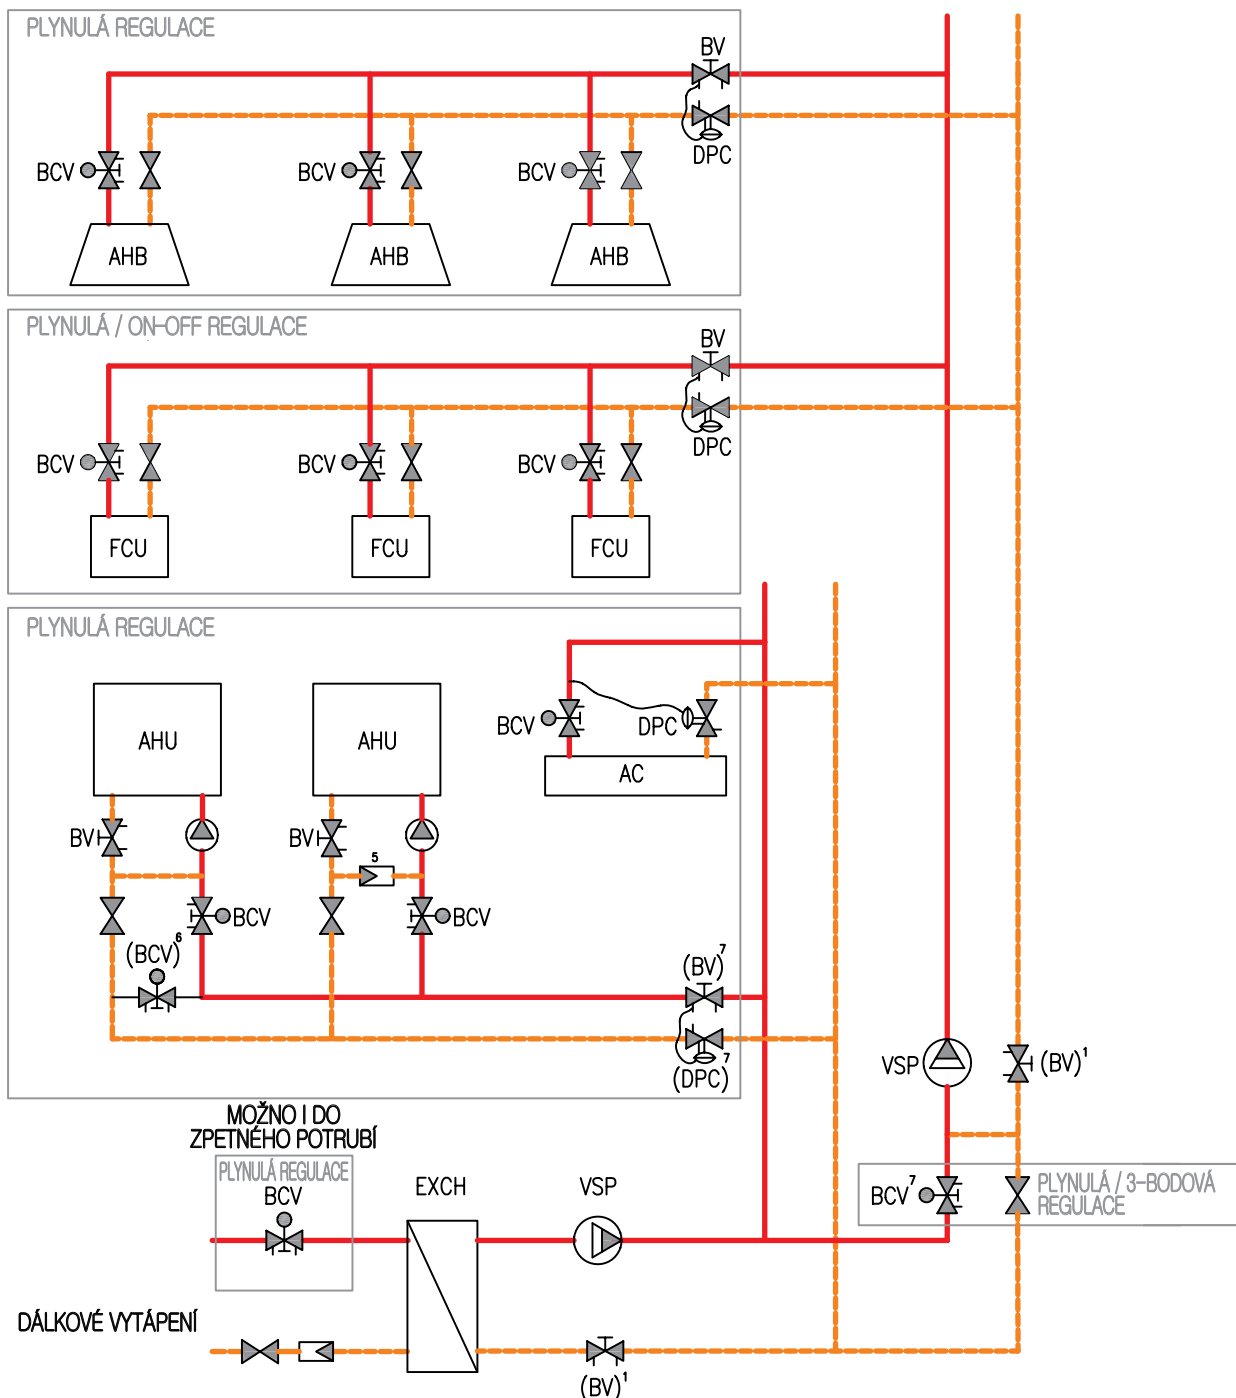 PLYNULÁ REGULACE
BV
DPC
BCV
BCV
BCV
AHB
AHB
AHB
PLYNULÁ / ON-OFF REGULACE
BV
DPC
BCV
BCV
BCV
FCU
FCU
FCU
PLYNULÁ REGULACE
AHU
AHU
BCV
DPC
AC
BV
BV
5
BCV
BCV
(BCV)6
(BV)7
(DPC)7
VSP
(BV)1
MOŽNO I DO
ZPETNÉHO POTRUBÍ
PLYNULÁ REGULACE
BCV
EXCH
VSP
BCV7
PLYNULÁ / 3-BODOVÁ
REGULACE
DÁLKOVÉ VYTÁPENÍ
(BV)1